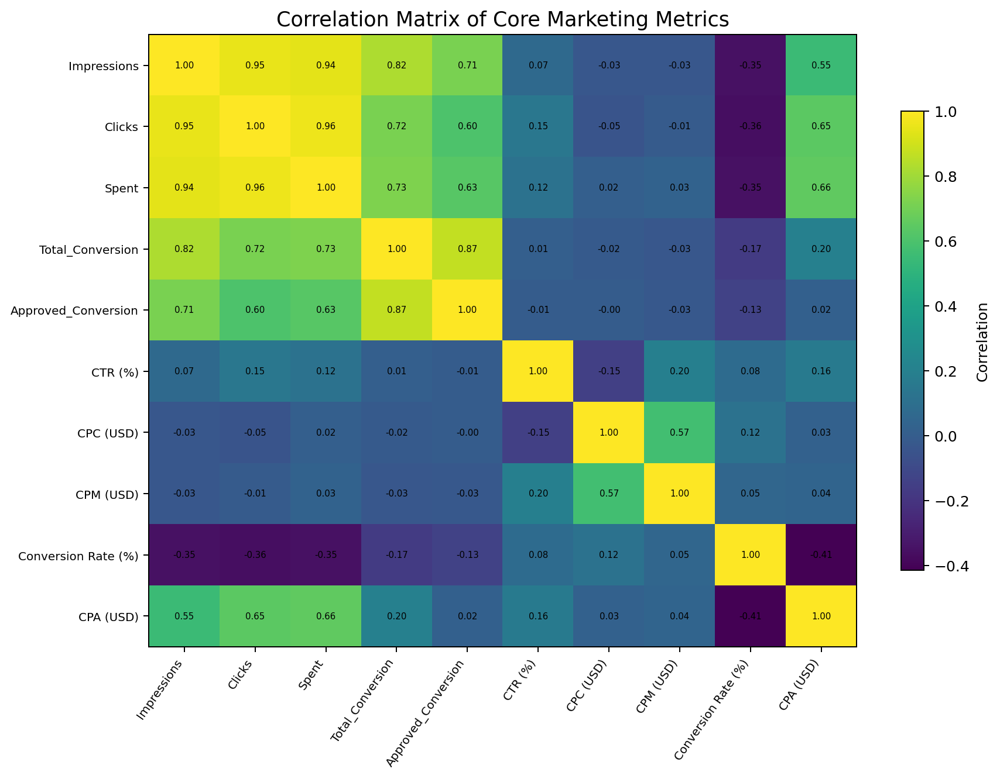 Correlation Matrix of Core Marketing Metrics
Impressions 1.00 0.95 0.94 0.82 0.71 0.07 -0.03 -0.03 -0.35 0.55
Clicks 0.95 1.00 0.96 0.72 0.60 0.15 -0.05 -0.01 -0.36 0.65
Spent 0.94 0.96 1.00 0.73 0.63 0.12 0.02 0.03 -0.35 0.66
Total_Conversion 0.82 0.72 0.73 1.00 0.87 0.01 -0.02 -0.03 -0.17 0.20
Approved_Conversion 0.71 0.60 0.63 0.87 1.00 -0.01 -0.00 -0.03 -0.13 0.02
CTR (%) 0.07 0.15 0.12 0.01 -0.01 1.00 -0.15 0.20 0.08 0.16
CPC (USD) -0.03 -0.05 0.02 -0.02 -0.00 -0.15 1.00 0.57 0.12 0.03
CPM (USD) -0.03 -0.01 0.03 -0.03 -0.03 0.20 0.57 1.00 0.05 0.04
Conversion Rate (%) -0.35 -0.36 -0.35 -0.17 -0.13 0.08 0.12 0.05 1.00 -0.41
CPA (USD) 0.55 0.65 0.66 0.20 0.02 0.16 0.03 0.04 -0.41 1.00
Impressions
Clicks
Spent
Total_Conversion
Approved_Conversion
CTR (%)
CPC (USD)
CPM (USD)
Conversion Rate (%)
CPA (USD)
1.0
0.8
0.6
0.4
0.2
0.0
−0.2
−0.4
Correlation